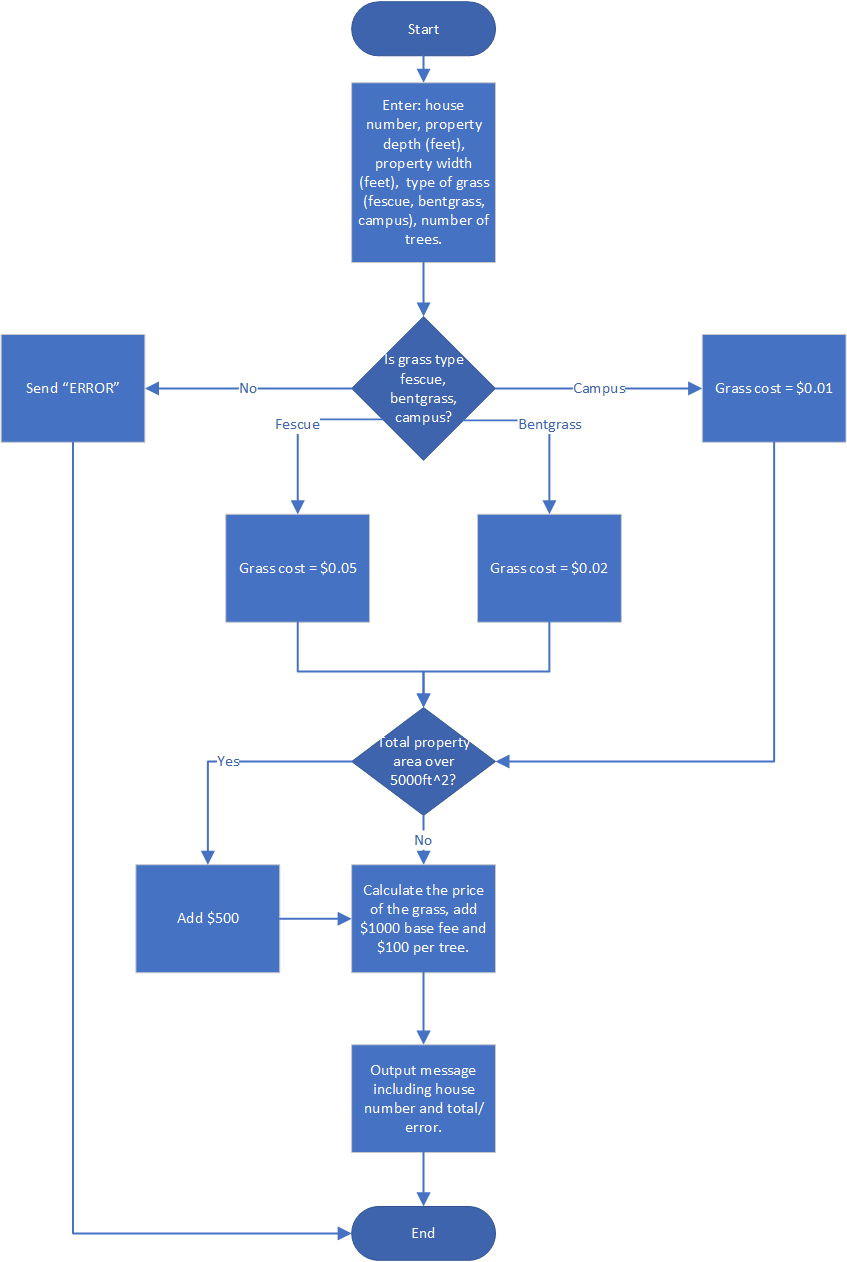 Start
Enter: house
number, property
depth (feet),
property width
(feet), type of grass
(fescue, bentgrass,
campus), number of
trees.
Is grass type
fescue,
bentgrass,
campus?
No
Send “ERROR”
Campus
Grass cost = $0.01
Fescue
Bentgrass
Grass cost = $0.05
Grass cost = $0.02
Total property
area over
5000ft^2?
Yes
No
Add $500
Calculate the price
of the grass, add
$1000 base fee and
$100 per tree.
Output message
including house
number and total/
error.
End